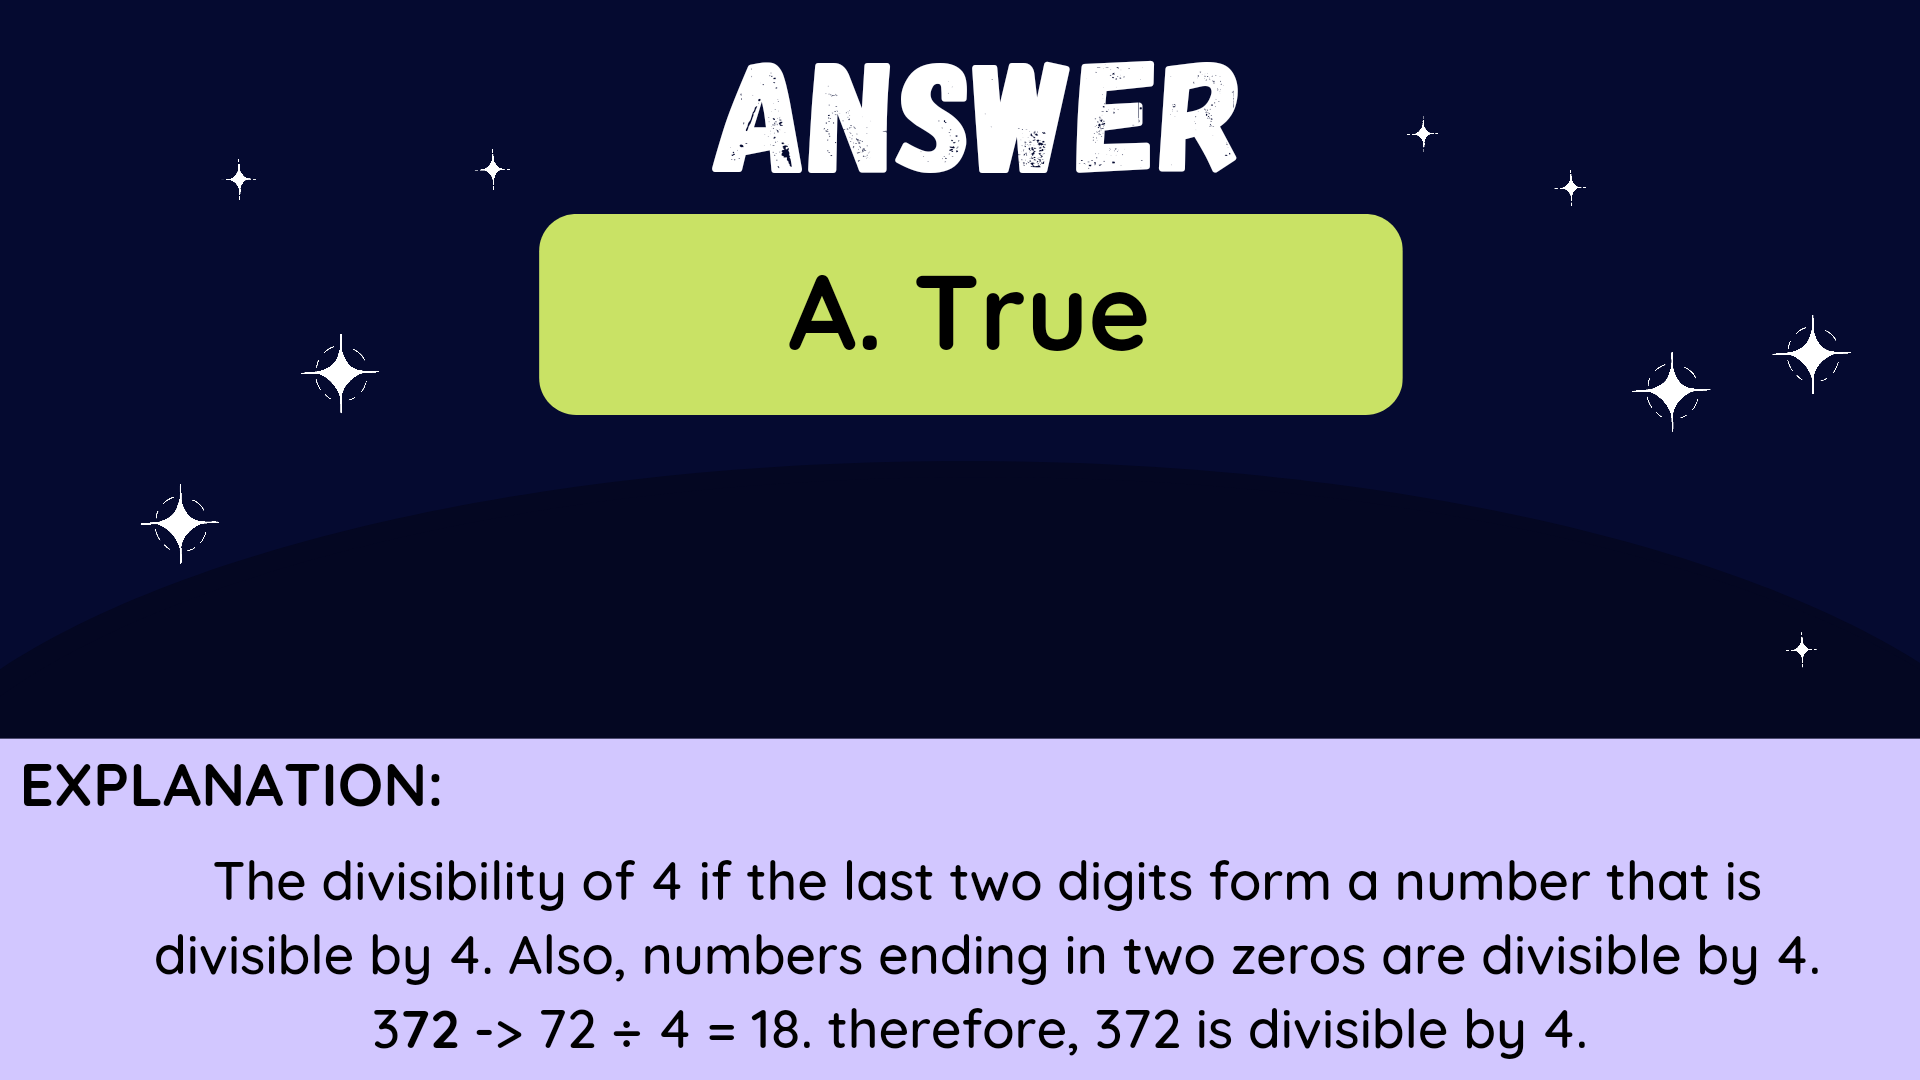 ANSWER
A. True
EXPLANATION:
The divisibility of 4 if the last two digits form a number that is
divisible by 4. Also, numbers ending in two zeros are divisible by 4.
372 -> 72 ÷ 4 = 18. therefore, 372 is divisible by 4.